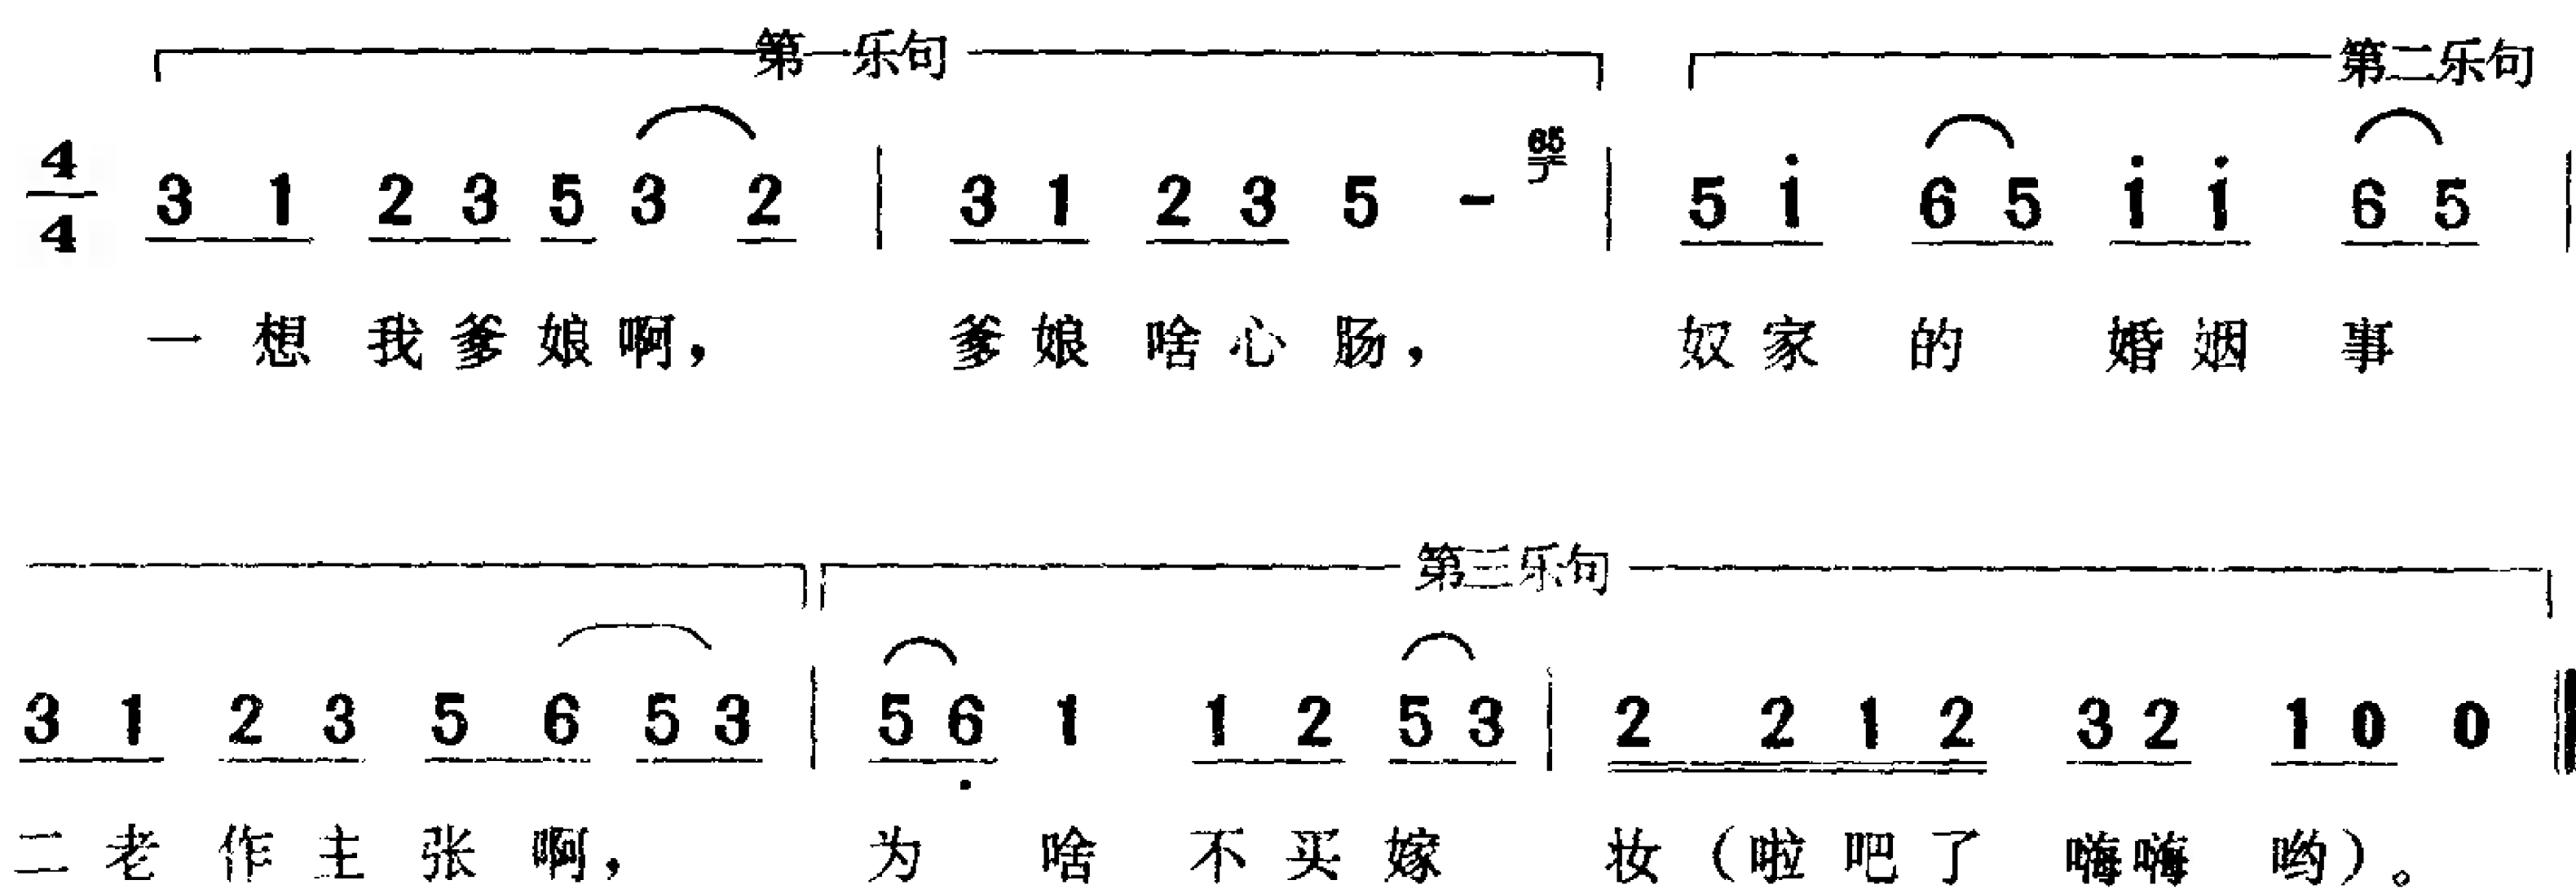 第一乐句 第二乐句
4/4 3 1 2 3 5 3 2 | 3 1 2 3 5 - 65 | 5 i 6 5 i i 6 5 |
一想我爹娘啊， 爹娘啥心肠， 奴家的婚姻事
第三乐句
3 1 2 3 5 6 5 3 | 5 6 1 1 2 5 3 | 2 2 1 2 3 2 1 0 0
二老作主张啊， 为啥不买嫁妆（啦吧了嗨嗨哟）。